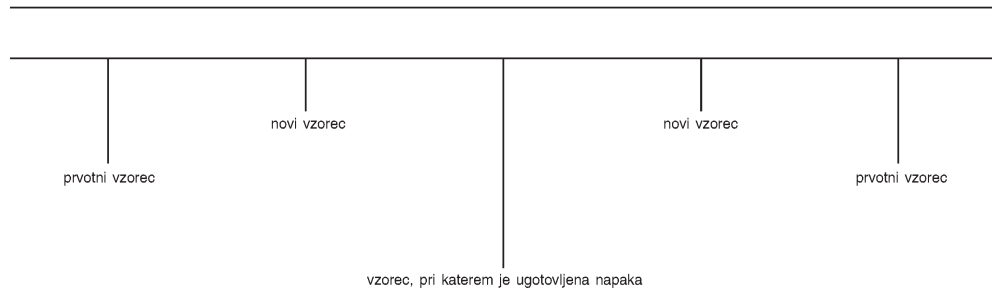 novi vzorec
novi vzorec
prvotni vzorec
prvotni vzorec
vzorec, pri katerem je ugotovljena napaka